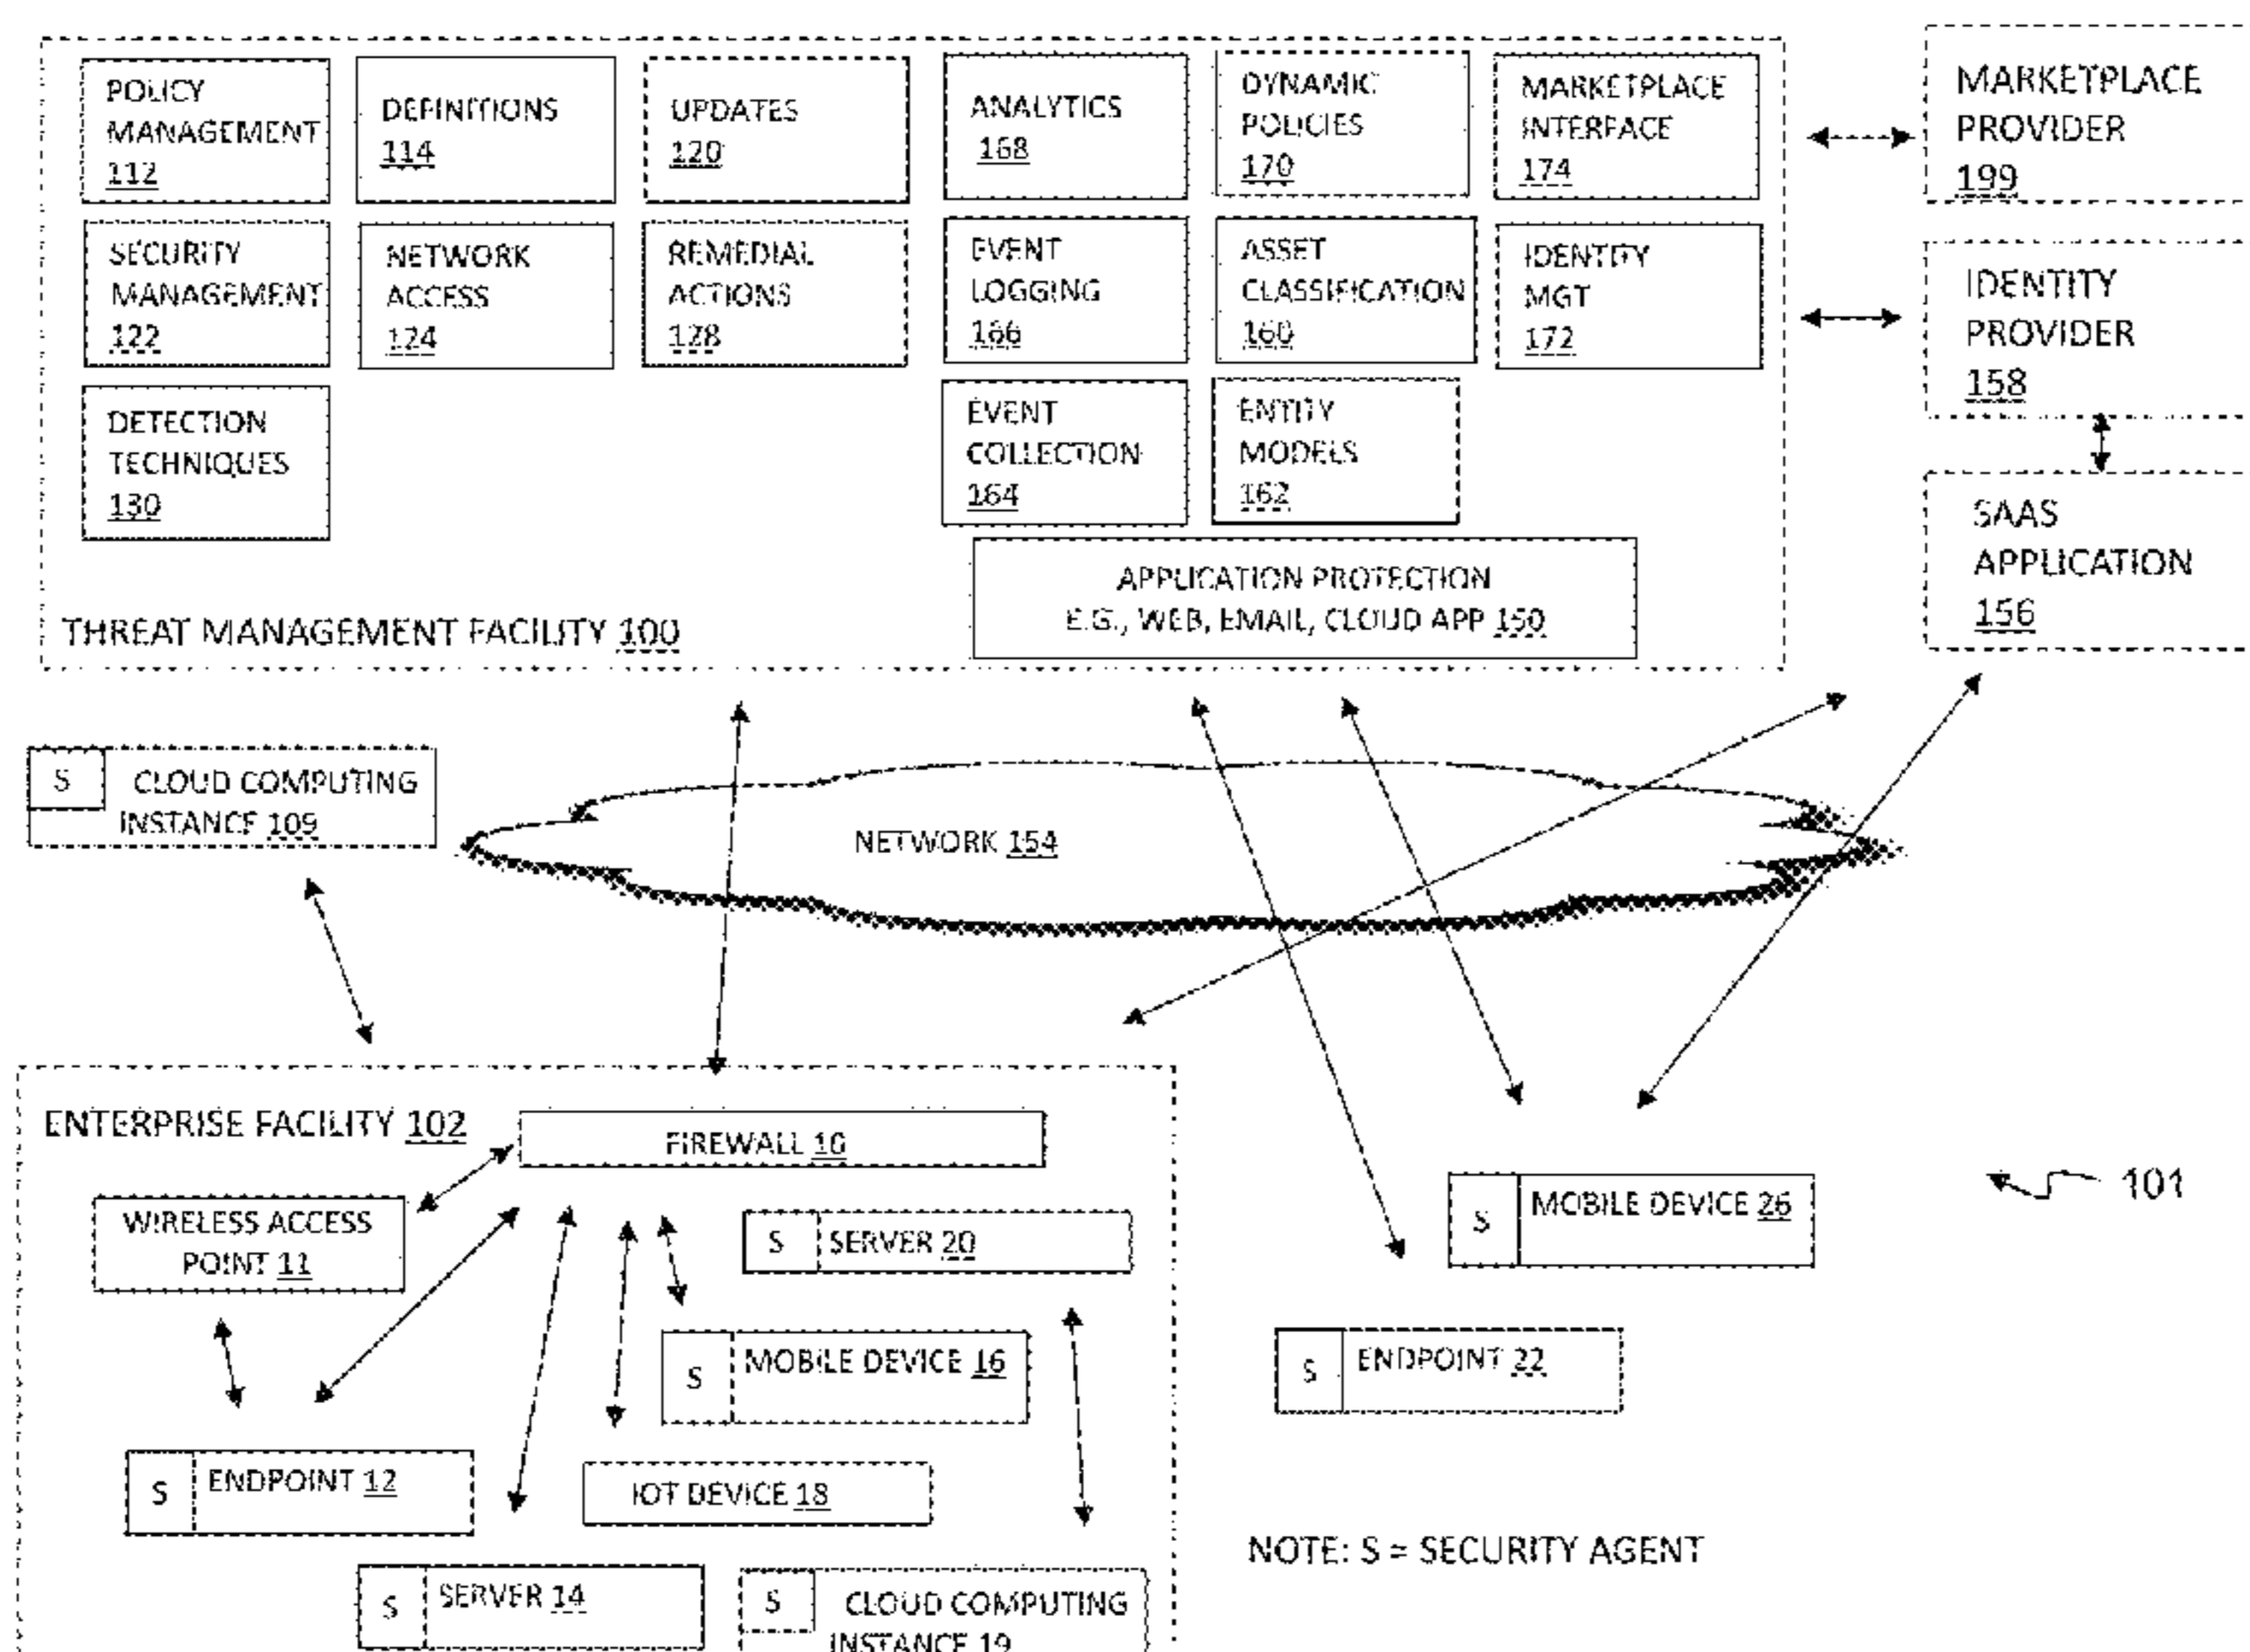 POLICY
MANAGEMENT
112
DEFINITIONS
114
UPDATES
120
ANALYTICS
168
DYNAMIC
POLICIES
170
MARKETPLACE
INTERFACE
174
MARKETPLACE
PROVIDER
199
SECURITY
MANAGEMENT
122
NETWORK
ACCESS
124
REMEDIAL
ACTIONS
128
EVENT
LOGGING
166
ASSET
CLASSIFICATION
160
IDENTITY
MGT
172
IDENTITY
PROVIDER
158
DETECTION
TECHNIQUES
130
EVENT
COLLECTION
164
ENTITY
MODELS
162
SAAS
APPLICATION
156
APPLICATION PROTECTION
E.G., WEB, EMAIL, CLOUD APP 150
THREAT MANAGEMENT FACILITY 100
S CLOUD COMPUTING
INSTANCE 109
NETWORK 154
ENTERPRISE FACILITY 102
FIREWALL 10
WIRELESS ACCESS
POINT 11
S SERVER 20
S MOBILE DEVICE 26
101
S MOBILE DEVICE 16
S ENDPOINT 22
S ENDPOINT 12
IOT DEVICE 18
NOTE: S = SECURITY AGENT
S SERVER 14
S CLOUD COMPUTING
INSTANCE 19